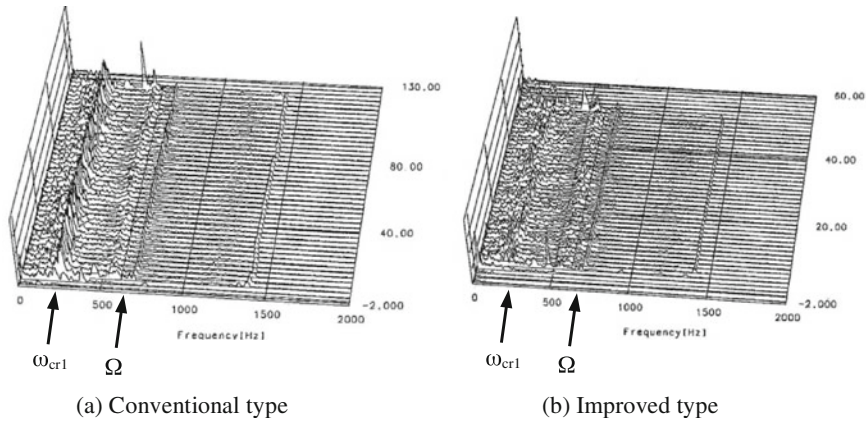 130.00
80.00
40.00
-2.000
0
500
1000
1500
2000
Frequency[Hz]
ωcr1
Ω
(a) Conventional type
60.00
40.00
20.00
-2.000
0
500
1000
1500
2000
Frequency[Hz]
ωcr1
Ω
(b) Improved type